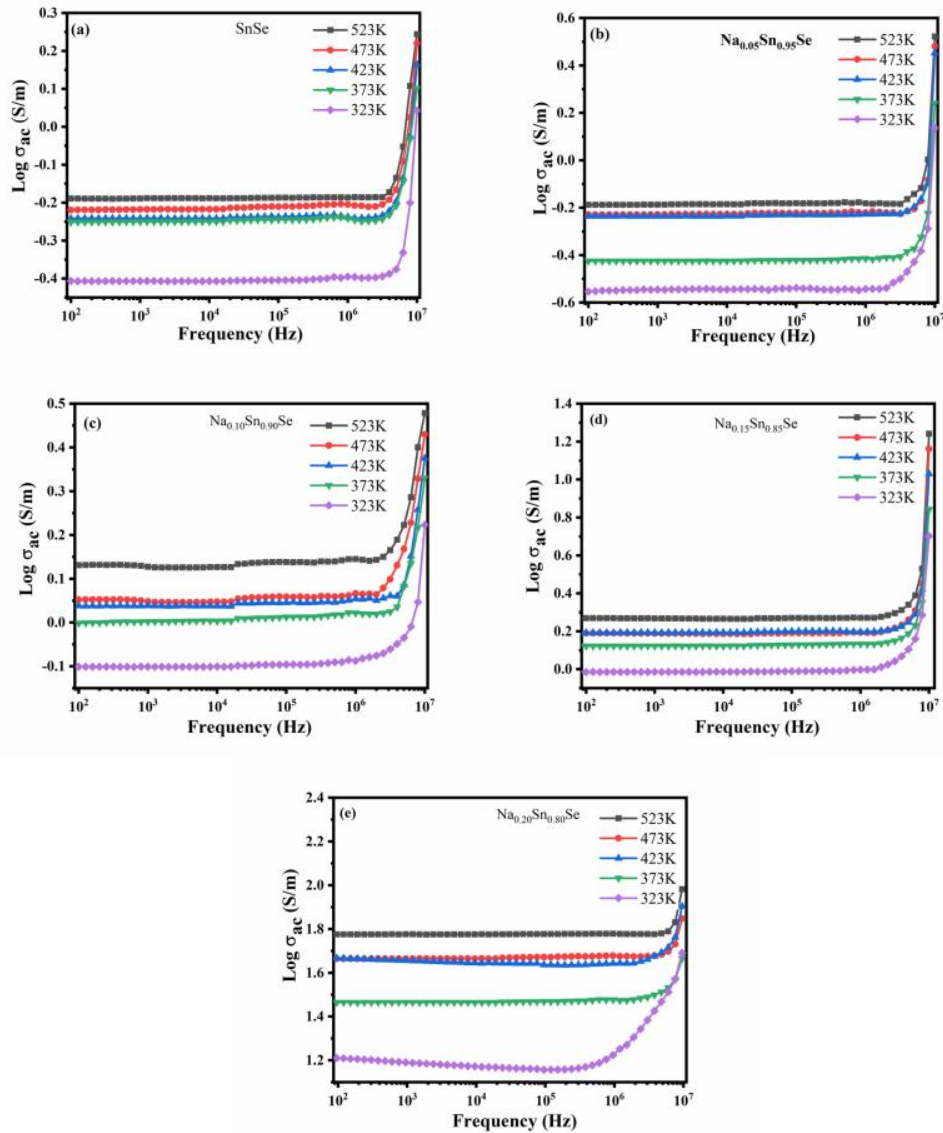 (a)
SnSe
523K
473K
423K
373K
323K
Log σac (S/m)
0.3
0.2
0.1
0.0
-0.1
-0.2
-0.3
-0.4
10² 10³ 10⁴ 10⁵ 10⁶ 10⁷
Frequency (Hz)
(b)
Na0.05Sn0.95Se
523K
473K
423K
373K
323K
Log σac (S/m)
0.6
0.4
0.2
0.0
-0.2
-0.4
-0.6
10² 10³ 10⁴ 10⁵ 10⁶ 10⁷
Frequency (Hz)
(c)
Na0.10Sn0.90Se
523K
473K
423K
373K
323K
Log σac (S/m)
0.5
0.4
0.3
0.2
0.1
0.0
-0.1
10² 10³ 10⁴ 10⁵ 10⁶ 10⁷
Frequency (Hz)
(d)
Na0.15Sn0.85Se
523K
473K
423K
373K
323K
Log σac (S/m)
1.4
1.2
1.0
0.8
0.6
0.4
0.2
0.0
10² 10³ 10⁴ 10⁵ 10⁶ 10⁷
Frequency (Hz)
(e)
Na0.20Sn0.80Se
523K
473K
423K
373K
323K
Log σac (S/m)
2.4
2.2
2.0
1.8
1.6
1.4
1.2
10² 10³ 10⁴ 10⁵ 10⁶ 10⁷
Frequency (Hz)